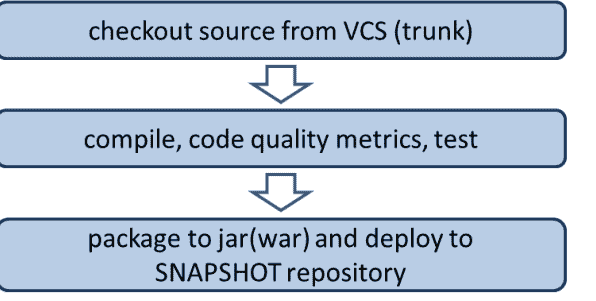 checkout source from VCS (trunk)
compile, code quality metrics, test
package to jar(war) and deploy to
SNAPSHOT repository